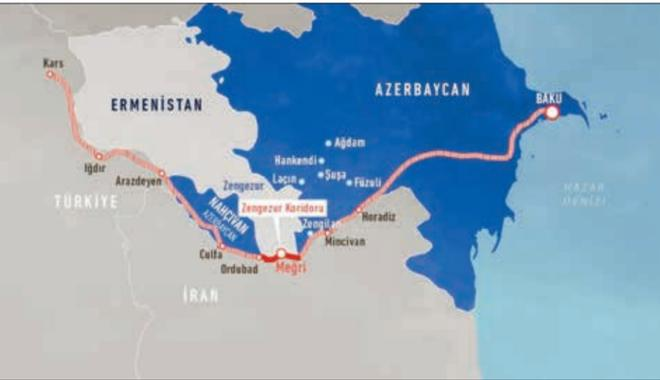 Kars
ERMENİSTAN
AZERBAYCAN
BAKU
Ağdam
Hankendi
Iğdır
Şuşa
Laçın
Füzuli
Arazdeyen
Zengezur
HAZAR
DENİZİ
TÜRKİYE
NAHÇIVAN
AZERBAYCAN
Zengezur Koridoru
Horadiz
Zengilan
Mincivan
Culfa
Ordubad
Meğri
İRAN